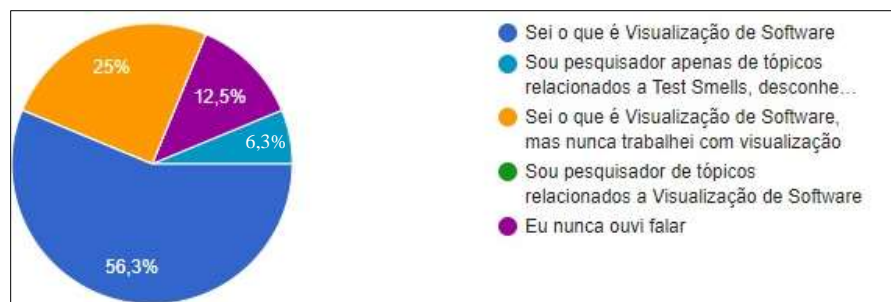 25%
12,5%
6,3%
56,3%
Sei o que é Visualização de Software
Sou pesquisador apenas de tópicos
relacionados a Test Smells, desconhe...
Sei o que é Visualização de Software,
mas nunca trabalhei com visualização
Sou pesquisador de tópicos
relacionados a Visualização de Software
Eu nunca ouvi falar